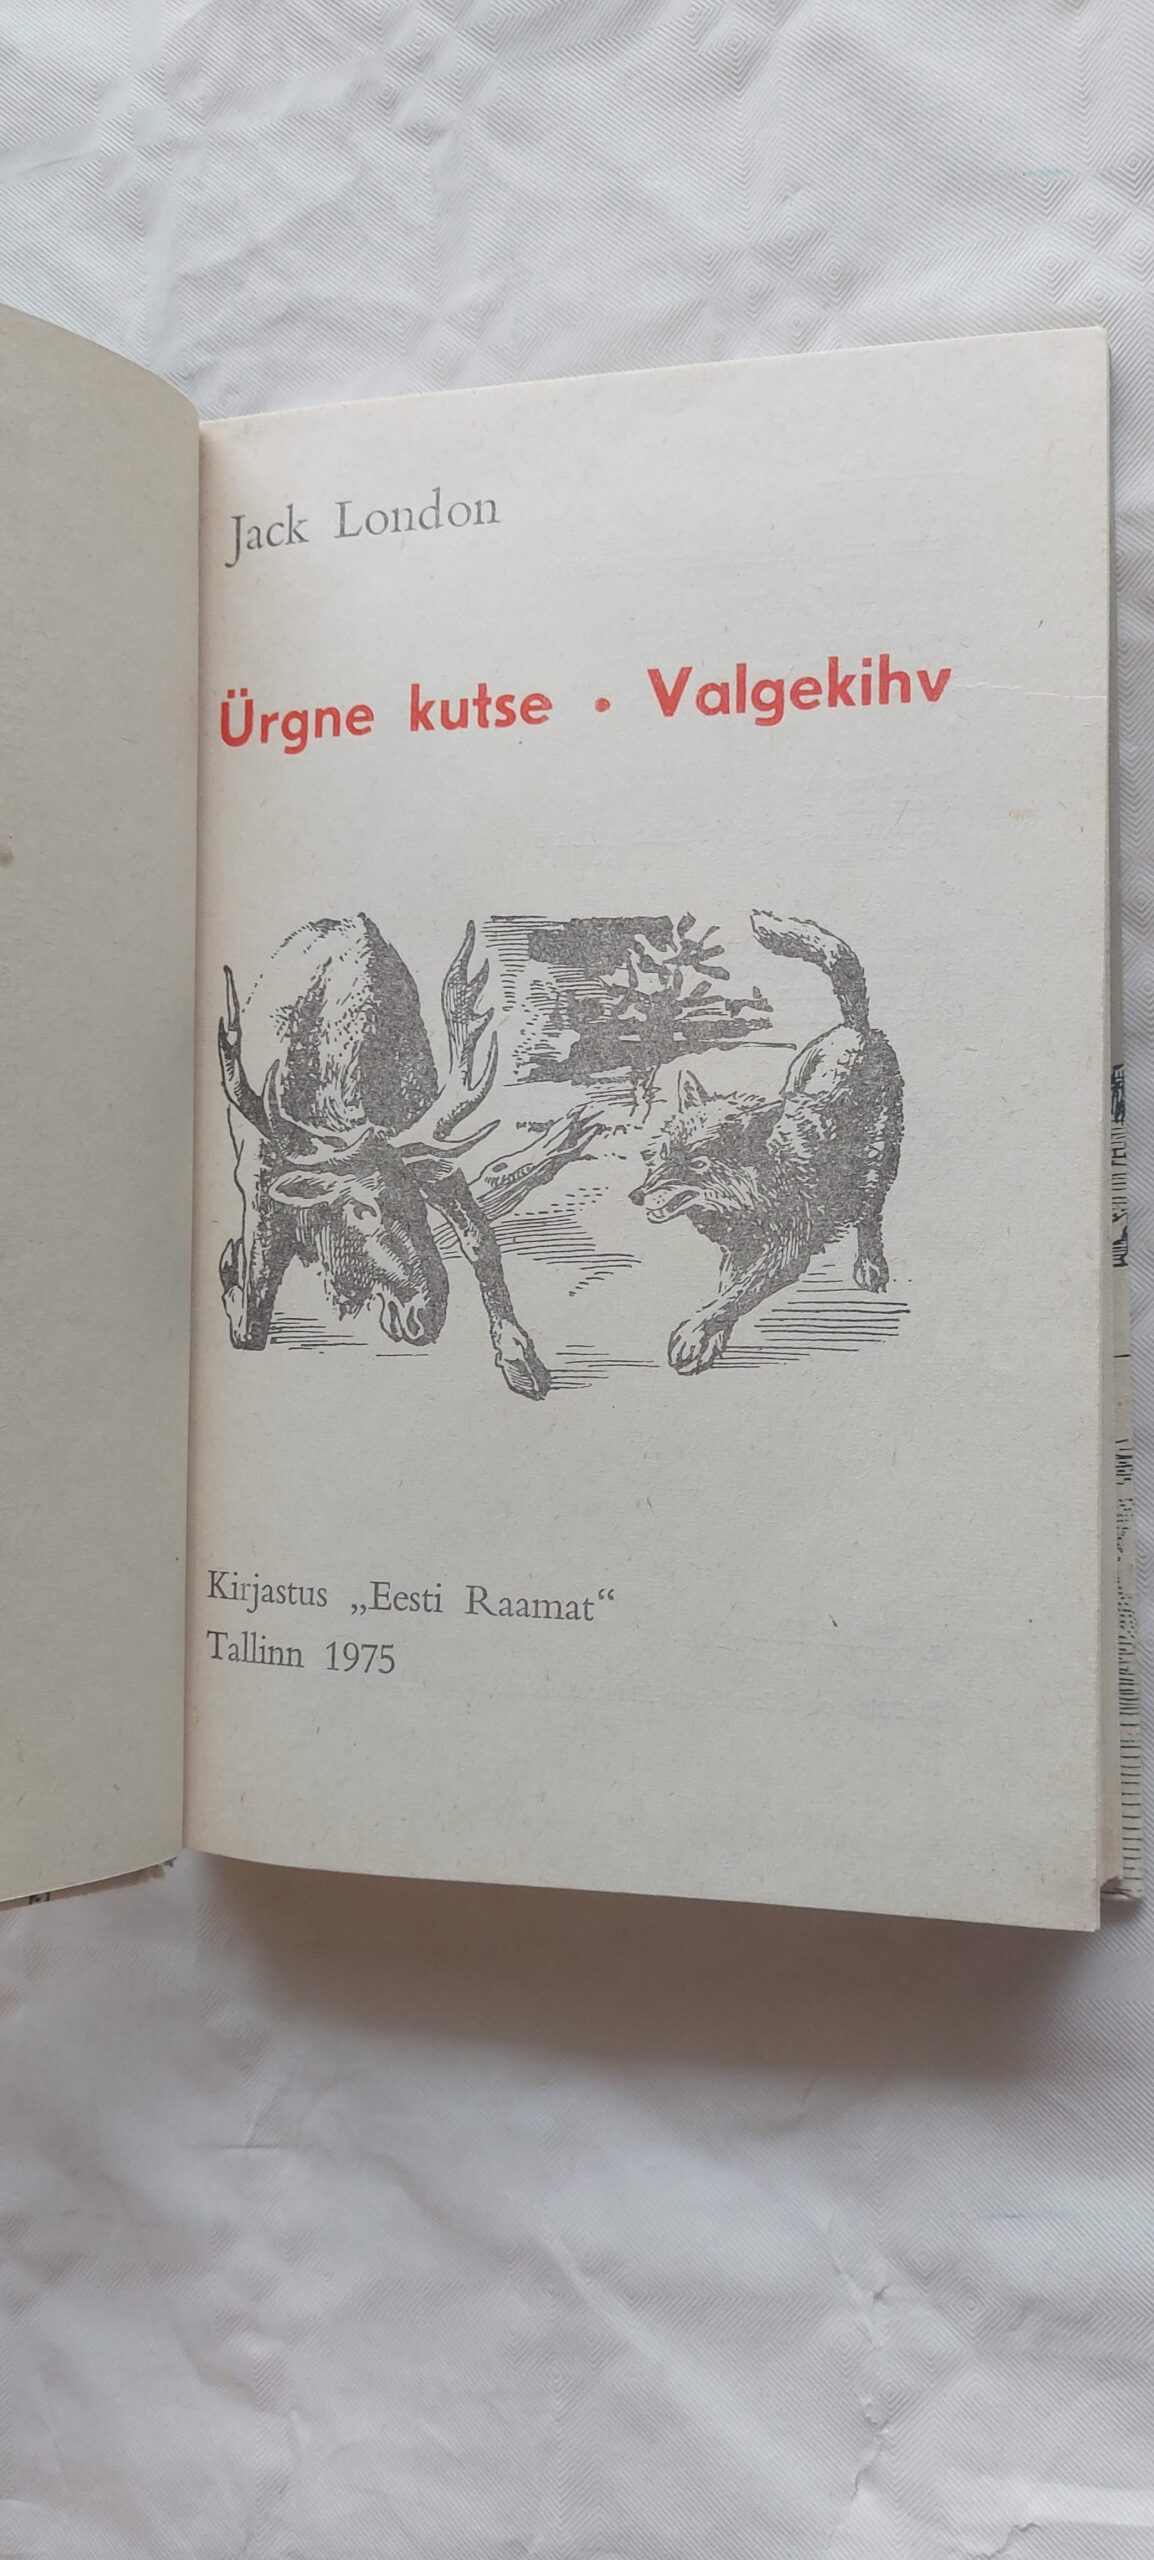 Jack London
Ürgne kutse • Valgekihv
Kirjastus „Eesti Raamat“
Tallinn 1975